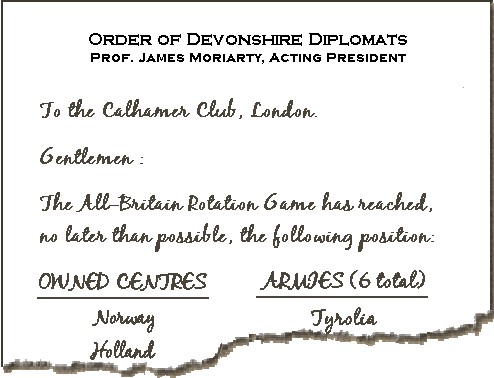 Order of Devonshire Diplomats
Prof. James Moriarty, Acting President
To the Calhamer Club, London.
Gentlemen :
The All-Britain Rotation Game has reached,
no later than possible, the following position:
OWNED CENTRES ARMIES (6 total)
Norway Tyrolia
Holland